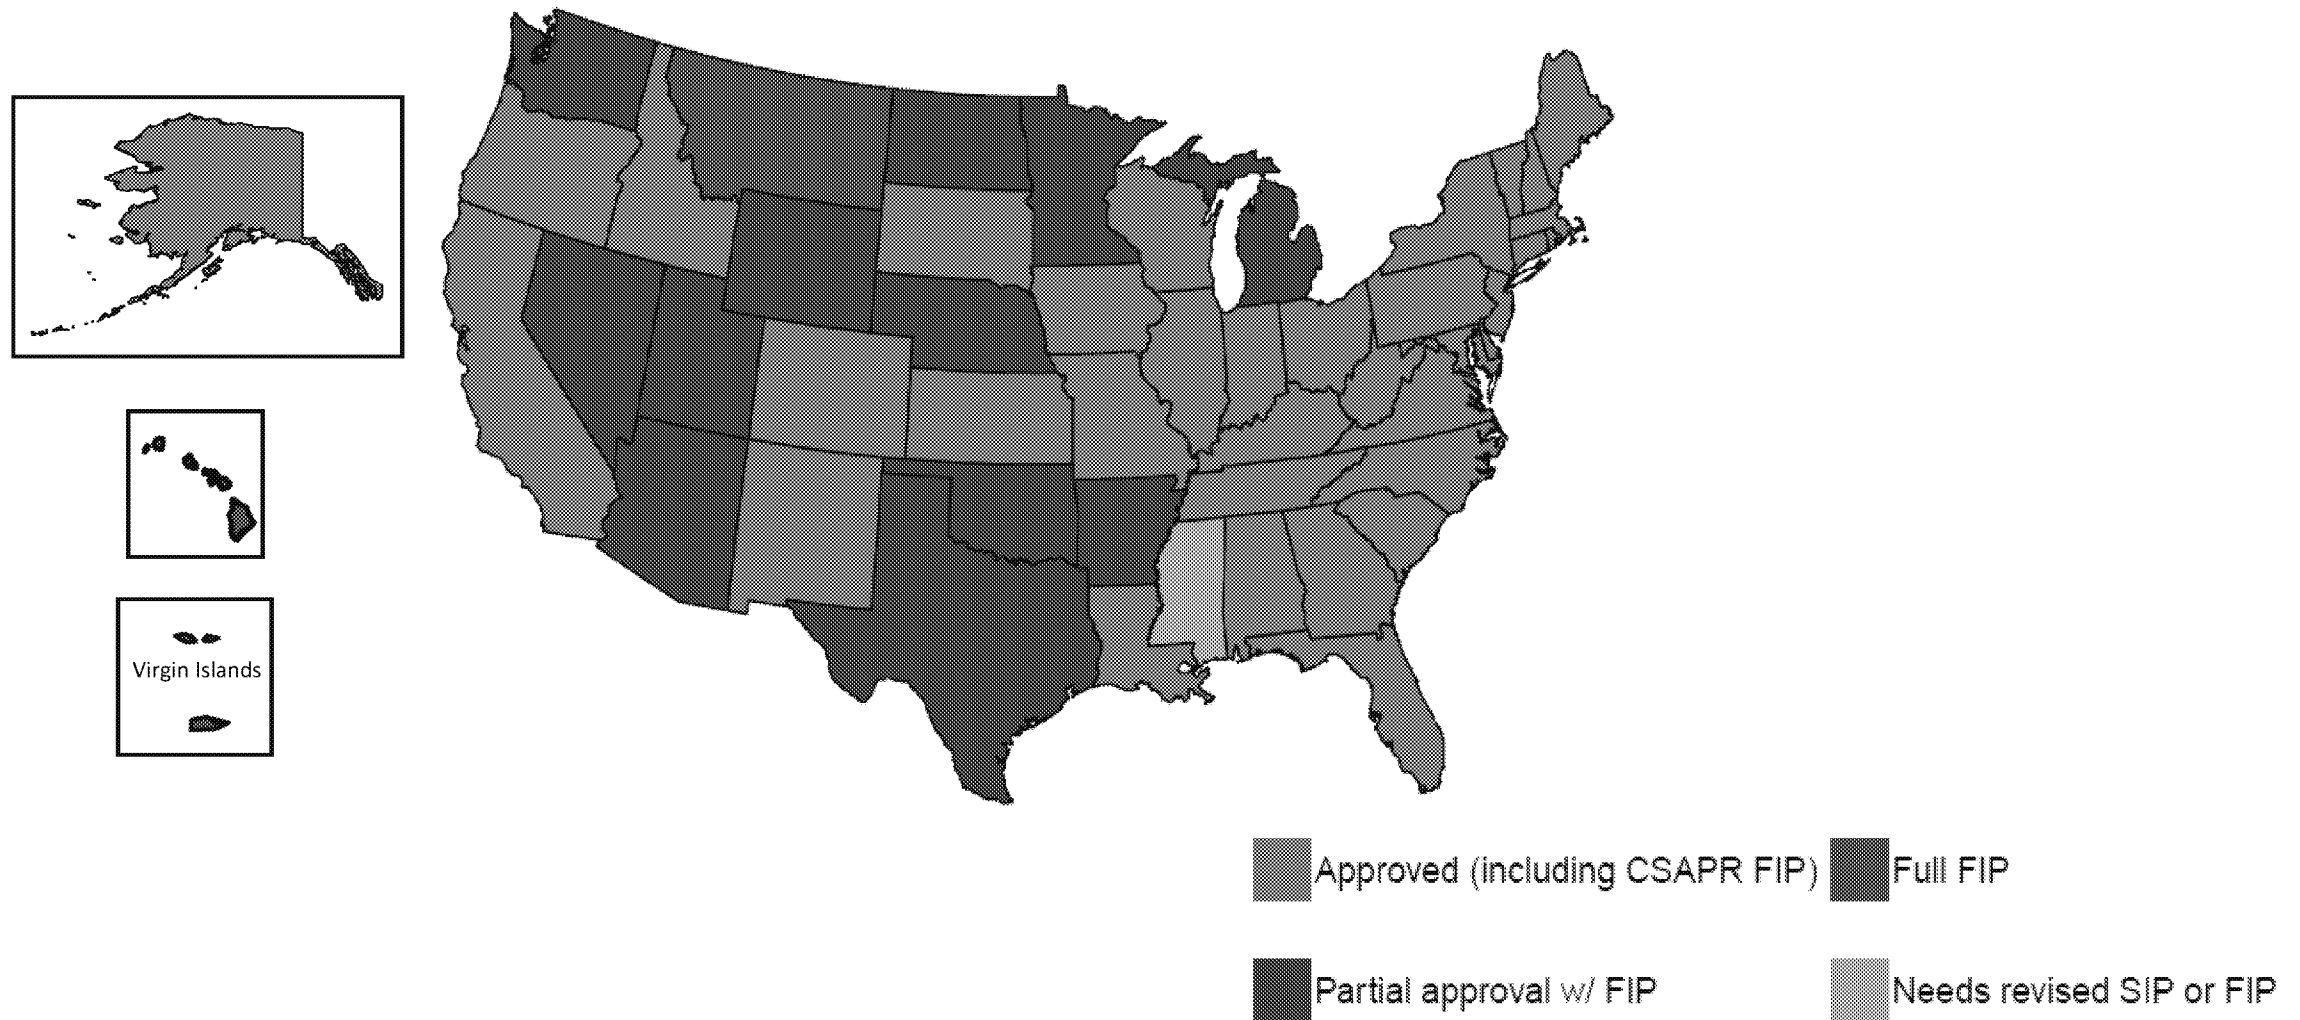 Virgin Islands
Approved (including CSAPR FIP)
Full FIP
Partial approval w/ FIP
Needs revised SIP or FIP